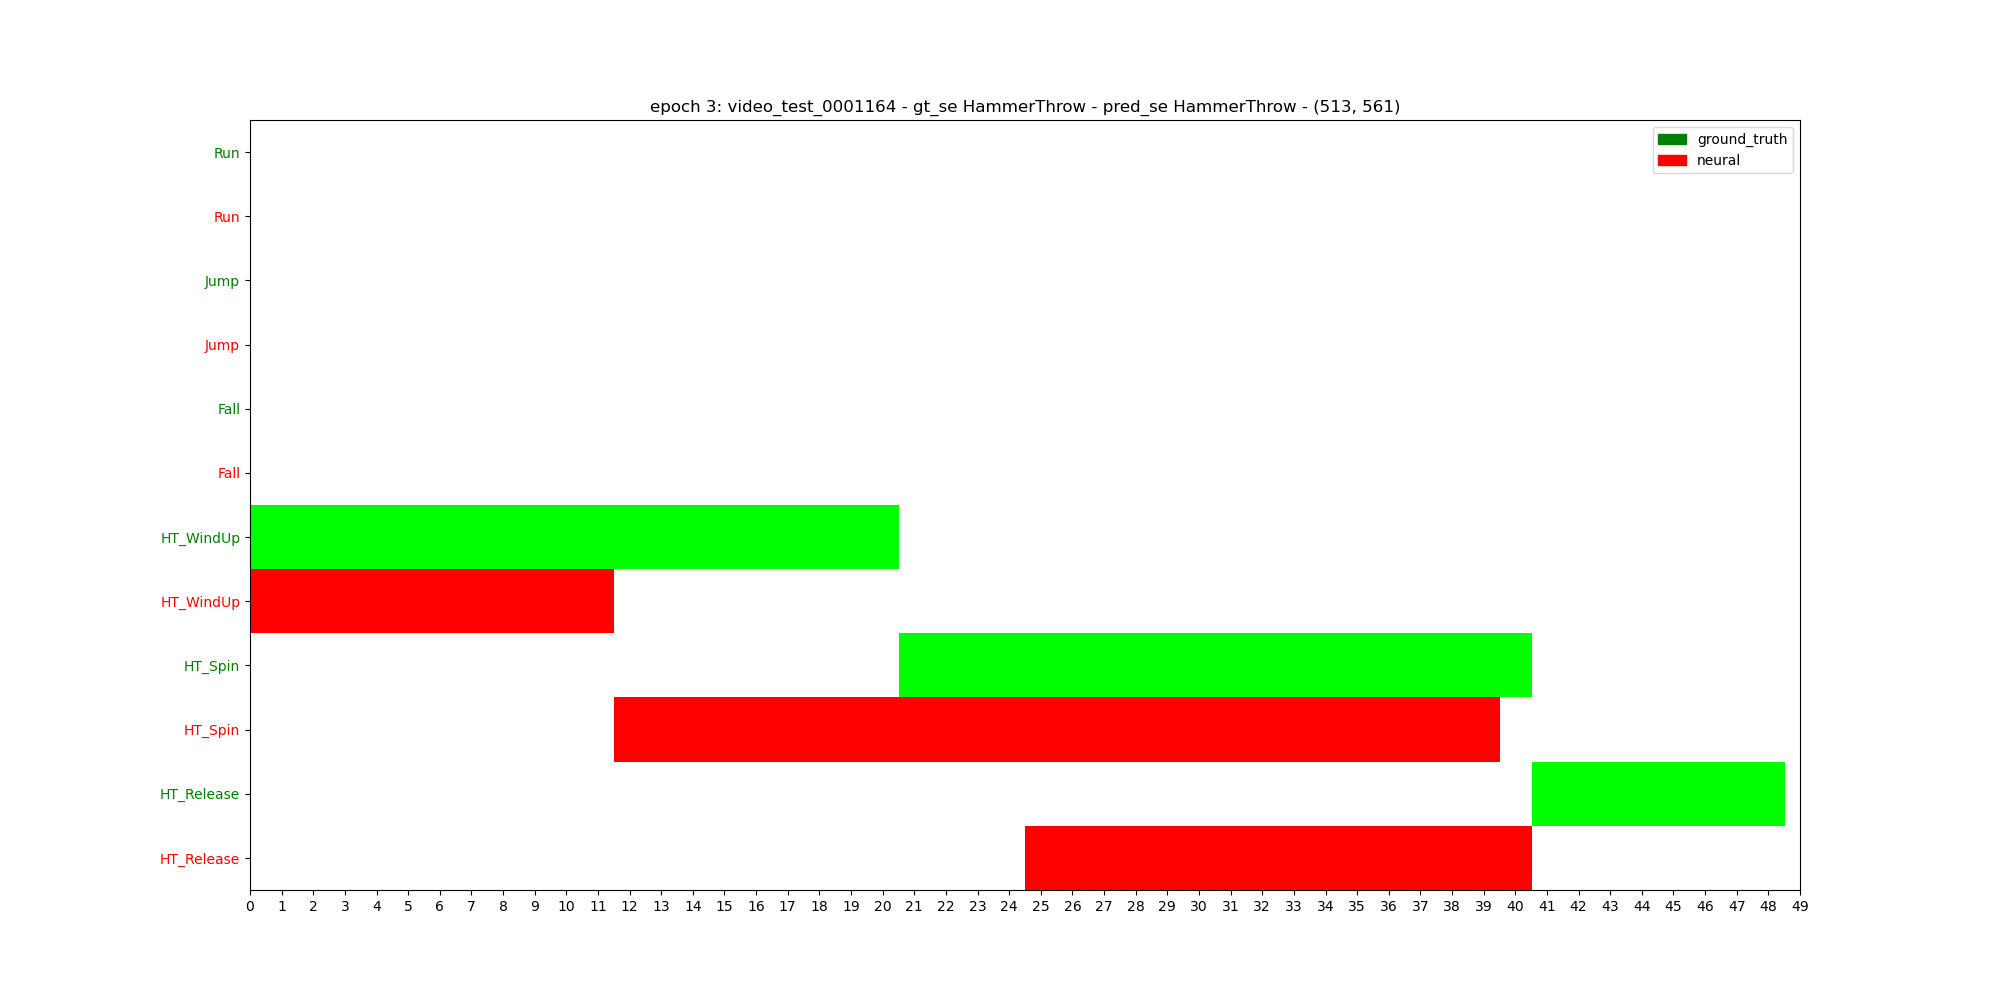 epoch 3: video_test_0001164 - gt_se HammerThrow - pred_se HammerThrow - (513, 561)
ground_truth
neural
Run
Run
Jump
Jump
Fall
Fall
HT_WindUp
HT_WindUp
HT_Spin
HT_Spin
HT_Release
HT_Release
0 1 2 3 4 5 6 7 8 9 10 11 12 13 14 15 16 17 18 19 20 21 22 23 24 25 26 27 28 29 30 31 32 33 34 35 36 37 38 39 40 41 42 43 44 45 46 47 48 49